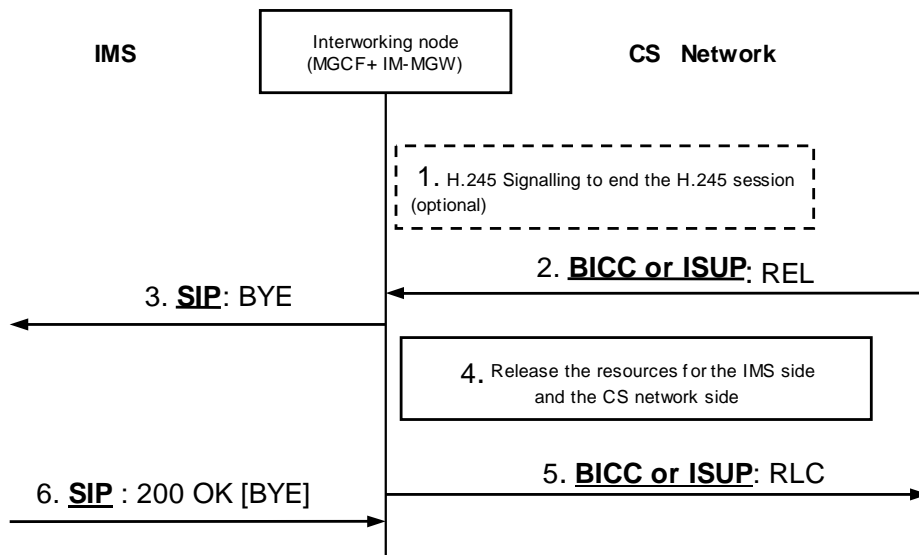 IMS
Interworking node
(MGCF+ IM-MGW)
CS Network
1. H.245 Signalling to end the H.245 session
(optional)
2. BICC or ISUP: REL
3. SIP: BYE
4. Release the resources for the IMS side
and the CS network side
5. BICC or ISUP: RLC
6. SIP : 200 OK [BYE]